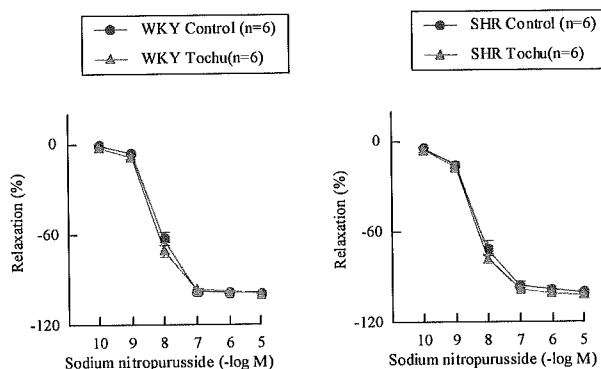 WKY Control (n=6)
WKY Tochu(n=6)
0
-60
-120
Relaxation (%)
10 9 8 7 6 5
Sodium nitropurusside (-log M)
SHR Control (n=6)
SHR Tochu(n=6)
0
-60
-120
Relaxation (%)
10 9 8 7 6 5
Sodium nitropurusside (-log M)